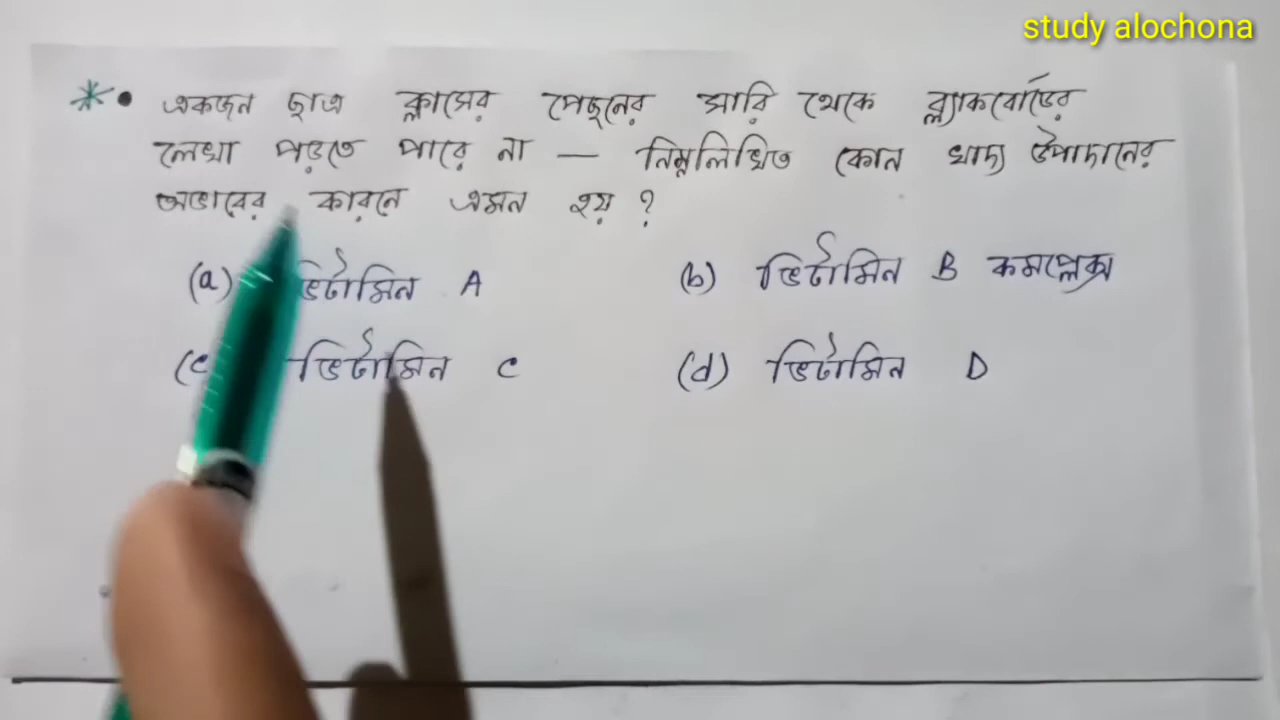 study alochona
একজন ছাত্র ক্লাসের পেছনের সারি থেকে ব্ল্যাকবোর্ডের
লেখা পড়তে পারে না — নিম্নলিখিত কোন খাদ্য উপাদানের
অভাবের কারনে এমন হয় ?
(a) ভিটামিন A (b) ভিটামিন B কমপ্লেক্স
(c ভিটামিন C (d) ভিটামিন D